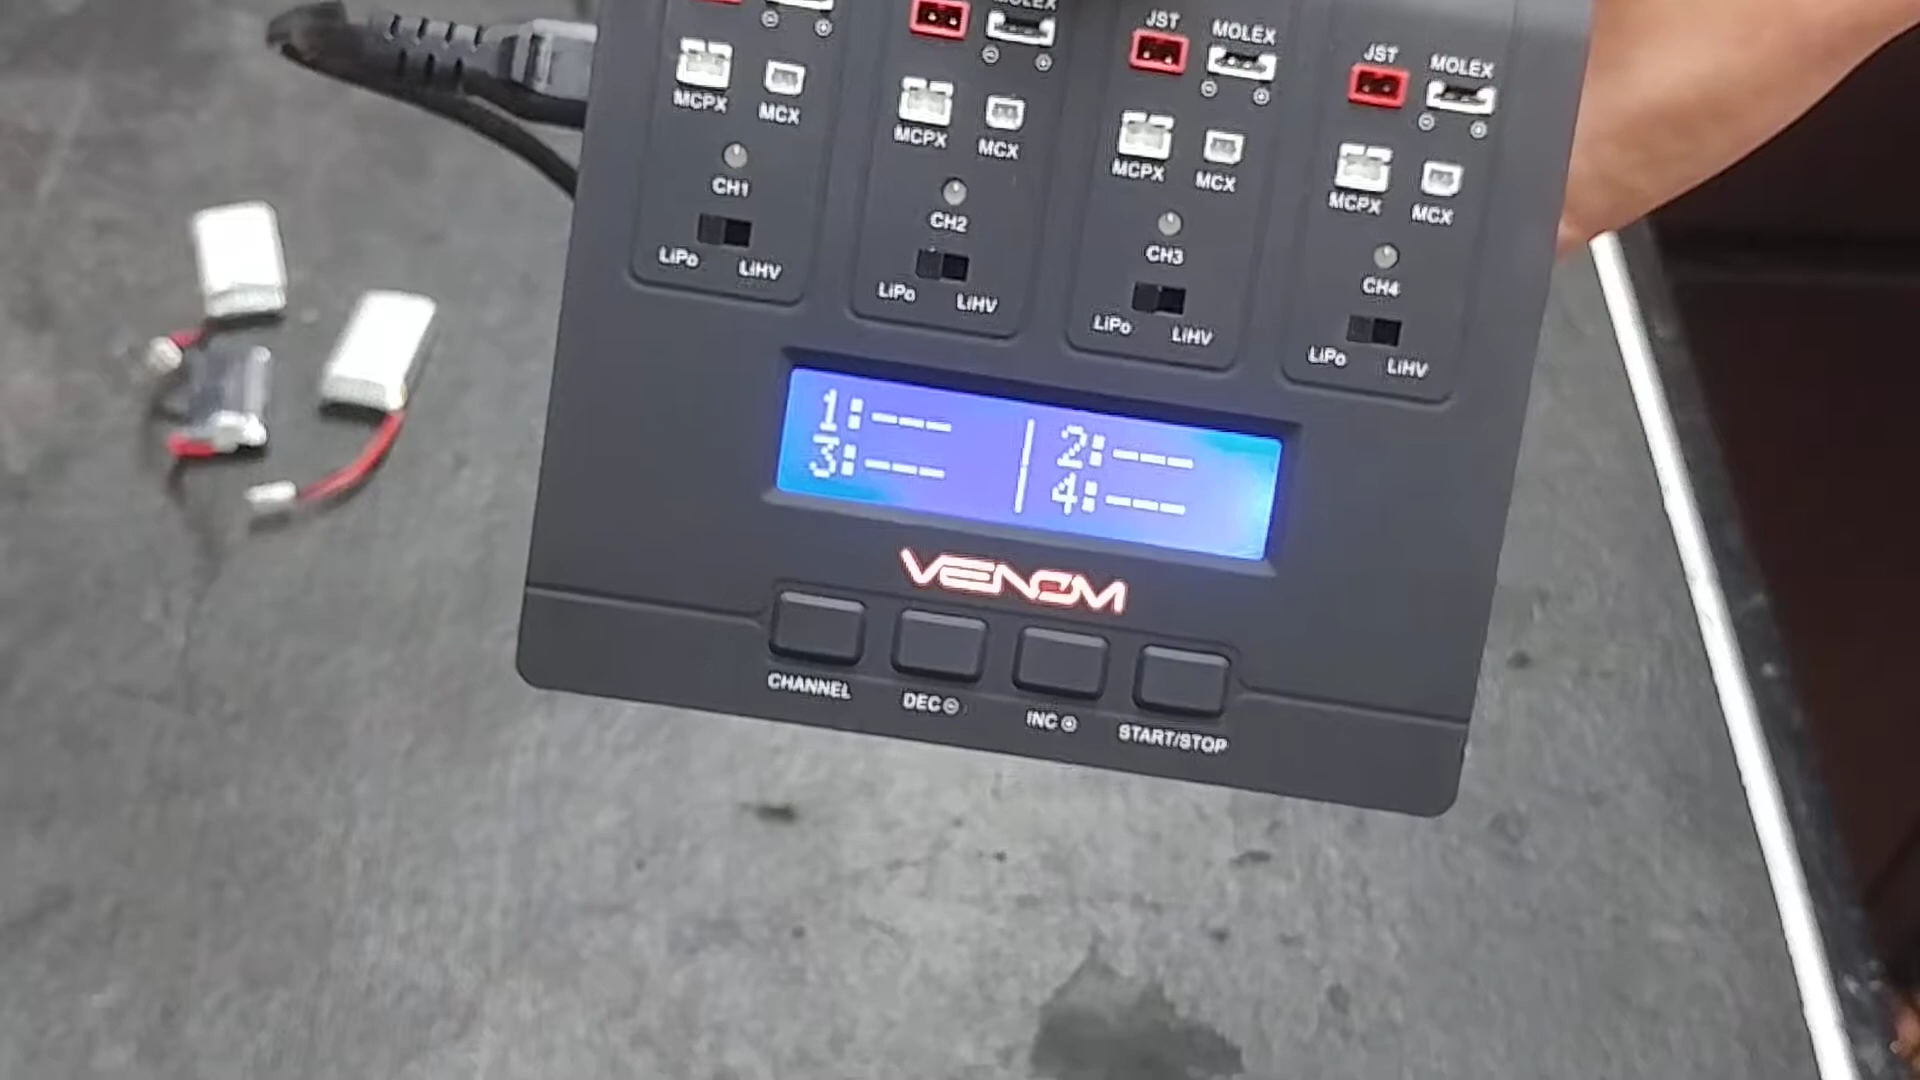 MOLEX
JST MOLEX
JST MOLEX
MCPX MCX
MCPX MCX
MCPX MCX
MCPX MCX
CH1
CH2
CH3
CH4
LiPo LiHV
LiPo LiHV
LiPo LiHV
LiPo LiHV
1:--- | 2:---
3:--- | 4:---
VENOM
CHANNEL DEC⊖ INC⊕ START/STOP